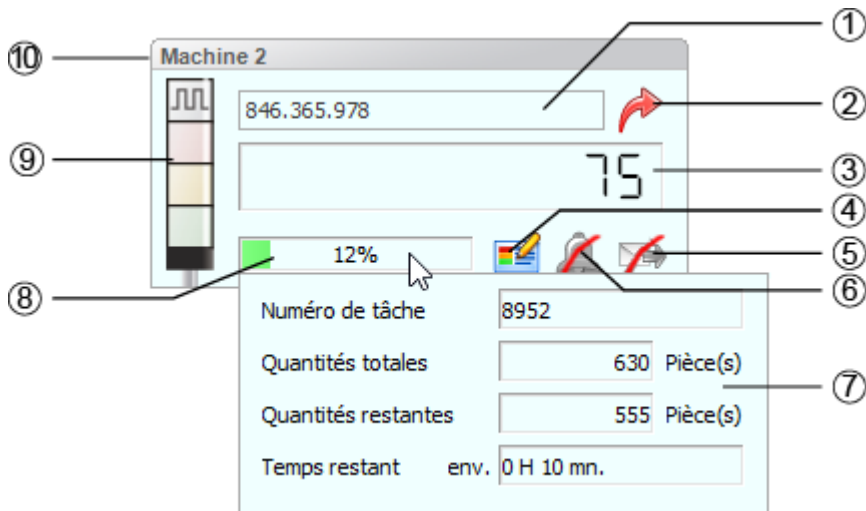 ①
⑩ Machine 2
846.365.978 ②
⑨
75 ③
④
12% ⑤
⑧ ⑥
Numéro de tâche 8952
Quantités totales 630 Pièce(s)
⑦
Quantités restantes 555 Pièce(s)
Temps restant env. 0 H 10 mn.